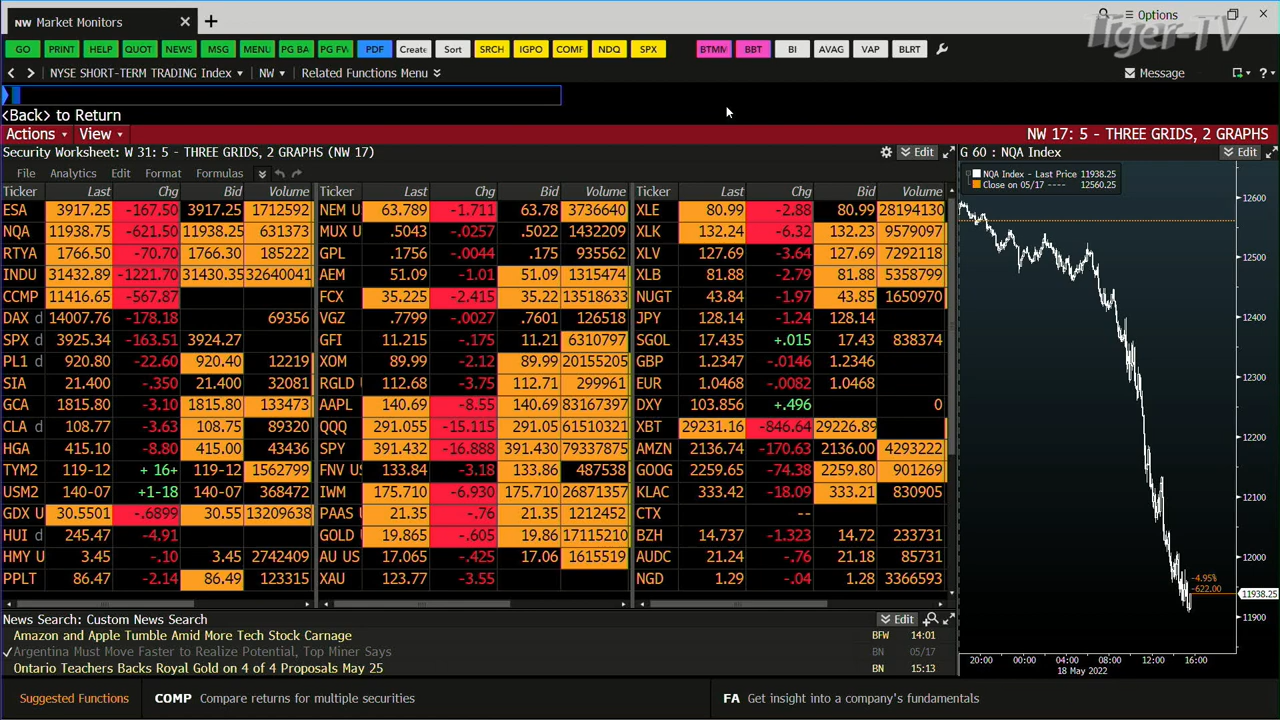 NW Market Monitors
Options
Tiger-TV
GO PRINT HELP QUOT NEWS MSG MENU PG BA PG FW PDF Create Sort SRCH IGPO COMF NDQ SPX BTMM BBT BI AVAG VAP BLRT
NYSE SHORT-TERM TRADING Index NW Related Functions Menu Message
<Back> to Return
Actions View NW 17: 5 - THREE GRIDS, 2 GRAPHS
Security Worksheet: W 31: 5 - THREE GRIDS, 2 GRAPHS (NW 17) Edit
File Analytics Edit Format Formulas
Ticker Last Chg Bid Volume Ticker Last Chg Bid Volume Ticker Last Chg Bid Volume
ESA 3917.25 -167.50 3917.25 1712592 NEM U 63.789 -1.711 63.78 3736640 XLE 80.99 -2.88 80.99 28194130
NQA 11938.75 -621.50 11938.25 631373 MUX U .5043 -.0257 .5022 1432209 XLK 132.24 -6.32 132.23 9579097
RTYA 1766.50 -70.70 1766.30 185222 GPL .1756 -.0044 .175 935562 XLV 127.69 -3.64 127.69 7292118
INDU 31432.89 -1221.70 31430.35 32640041 AEM 51.09 -1.01 51.09 1315474 XLB 81.88 -2.79 81.88 5358799
CCMP 11416.65 -567.87 FCX 35.225 -2.415 35.22 13518633 NUGT 43.84 -1.97 43.85 1650970
DAX d 14007.76 -178.18 69356 VGZ .7799 -.0027 .7601 126518 JPY 128.14 -1.24 128.14
SPX d 3925.34 -163.51 3924.27 GFI 11.215 -.175 11.21 6310797 SGOL 17.435 +.015 17.43 838374
PL1 d 920.80 -22.60 920.40 12219 XOM 89.99 -2.12 89.99 20155205 GBP 1.2347 -.0146 1.2346
SIA 21.400 -.350 21.400 32081 RGLD U 112.68 -3.75 112.71 299961 EUR 1.0468 -.0082 1.0468
GCA 1815.80 -3.10 1815.80 133473 AAPL 140.69 -8.55 140.69 83167397 DXY 103.856 +.496 0
CLA d 108.77 -3.63 108.75 89320 QQQ 291.055 -15.115 291.05 61510321 XBT 29231.16 -846.64 29226.89
HGA 415.10 -8.80 415.00 43436 SPY 391.432 -16.888 391.430 79337875 AMZN 2136.74 -170.63 2136.00 4293222
TYM2 119-12 + 16+ 119-12 1562799 FNV US 133.84 -3.18 133.86 487538 GOOG 2259.65 -74.38 2259.80 901269
USM2 140-07 +1-18 140-07 368472 IWM 175.710 -6.930 175.710 26871357 KLAC 333.42 -18.09 333.21 830905
GDX U 30.5501 -.6899 30.55 13209638 PAAS U 21.35 -.76 21.35 1212452 CTX --
HUI d 245.47 -4.91 GOLD U 19.865 -.605 19.86 17115210 BZH 14.737 -1.323 14.72 233731
HMY U 3.45 -.10 3.45 2742409 AU US 17.065 -.425 17.06 1615519 AUDC 21.24 -.76 21.18 85731
PPLT 86.47 -2.14 86.49 123315 XAU 123.77 -3.55 NGD 1.29 -.04 1.28 3366593
G 60 : NQA Index Edit
NQA Index - Last Price 11938.25
Close on 05/17 ---- 12560.25
12600
12500
12400
12300
12200
12100
12000
-4.95%
-622.00
11938.25
11900
20:00 00:00 04:00 08:00 12:00 16:00
18 May 2022
News Search: Custom News Search Edit
Amazon and Apple Tumble Amid More Tech Stock Carnage BFW 14:01
Argentina Must Move Faster to Realize Potential, Top Miner Says BN 05/17
Ontario Teachers Backs Royal Gold on 4 of 4 Proposals May 25 BN 15:13
Suggested Functions COMP Compare returns for multiple securities FA Get insight into a company's fundamentals